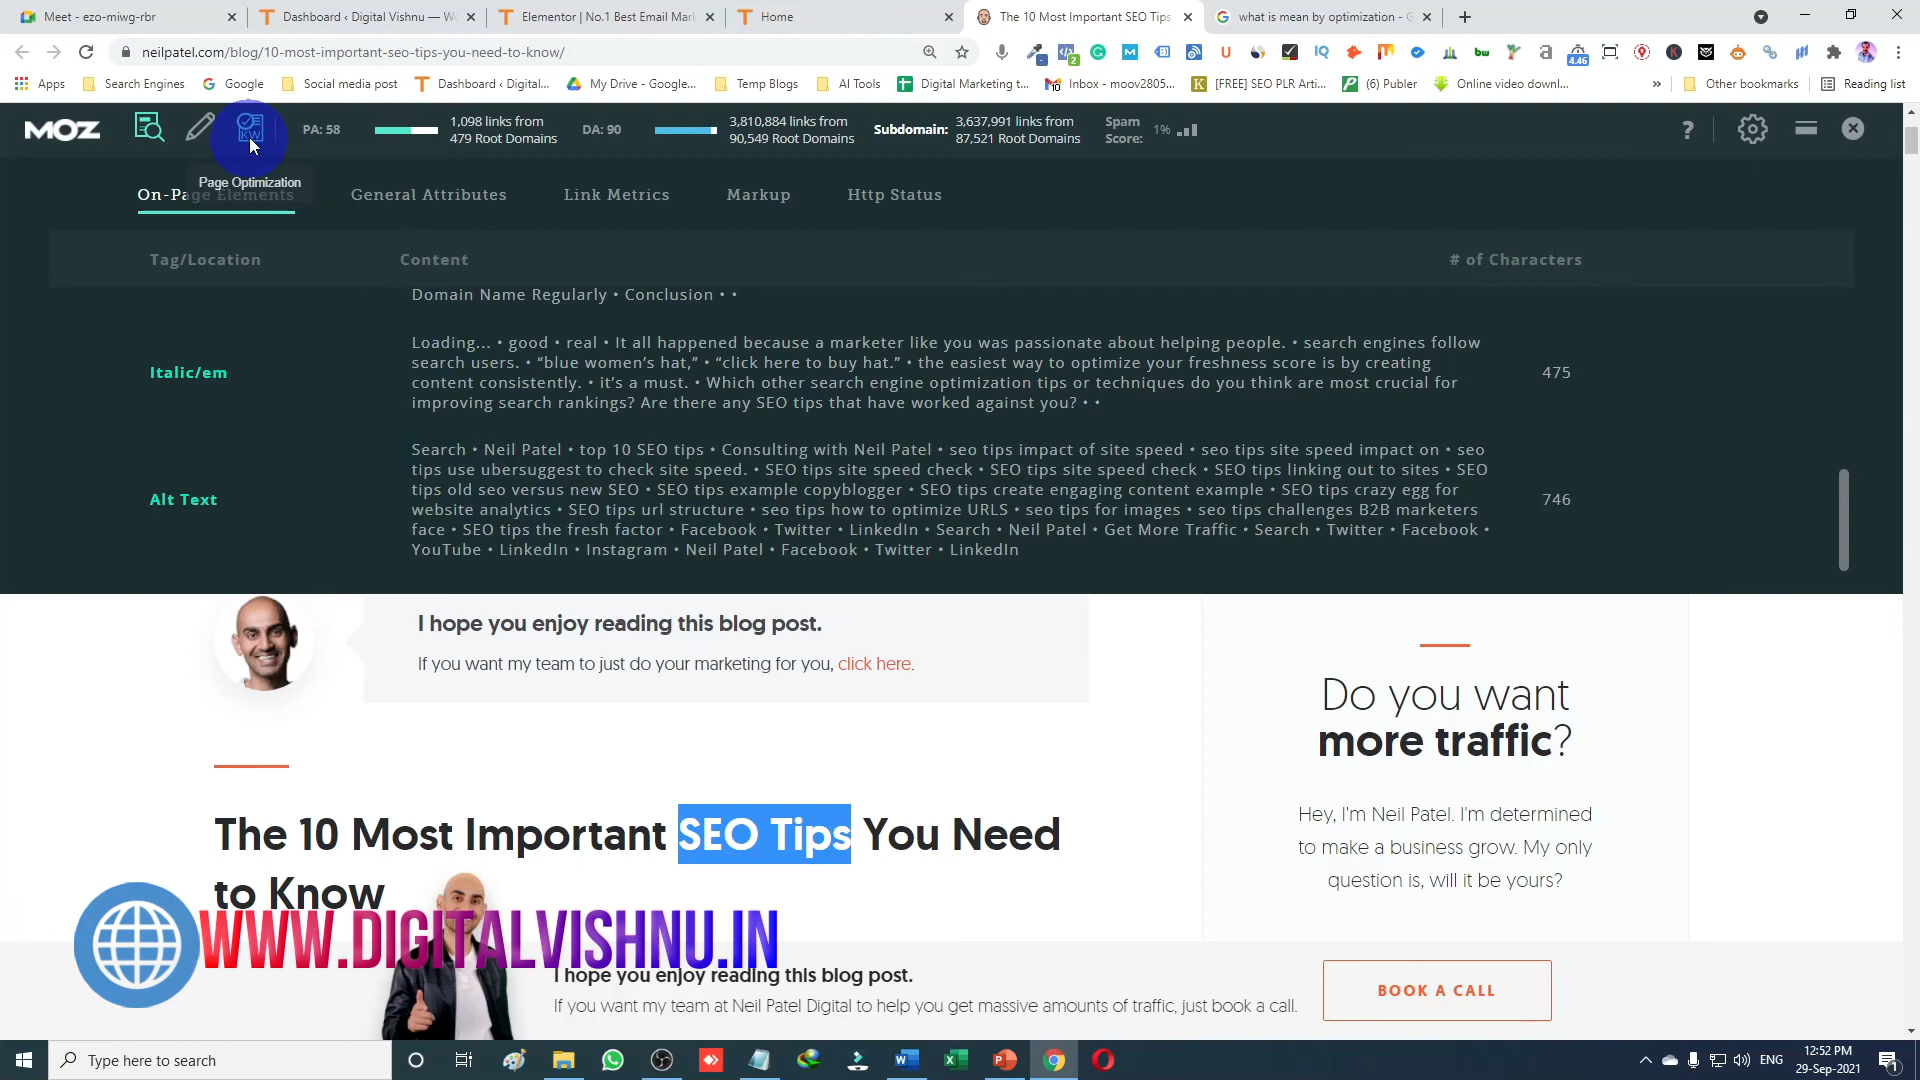 Meet - ezo-miwg-rbr
Dashboard ‹ Digital Vishnu — Wo
Elementor | No.1 Best Email Mar
Home
The 10 Most Important SEO Tips
what is mean by optimization - G
neilpatel.com/blog/10-most-important-seo-tips-you-need-to-know/
2
4.46
Apps
Search Engines
Google
Social media post
Dashboard ‹ Digital...
My Drive - Google...
Temp Blogs
AI Tools
Digital Marketing t...
Inbox - moov2805...
[FREE] SEO PLR Arti...
(6) Publer
Online video downl...
»
Other bookmarks
Reading list
MOZ
KW
PA: 58
1,098 links from
479 Root Domains
DA: 90
3,810,884 links from
90,549 Root Domains
Subdomain:
3,637,991 links from
87,521 Root Domains
Spam
Score:
1%
?
Page Optimization
On-Page Elements
General Attributes
Link Metrics
Markup
Http Status
Tag/Location
Content
# of Characters
Domain Name Regularly • Conclusion • •
Italic/em
Loading... • good • real • It all happened because a marketer like you was passionate about helping people. • search engines follow
search users. • “blue women’s hat,” • “click here to buy hat.” • the easiest way to optimize your freshness score is by creating
content consistently. • it’s a must. • Which other search engine optimization tips or techniques do you think are most crucial for
improving search rankings? Are there any SEO tips that have worked against you? • •
475
Alt Text
Search • Neil Patel • top 10 SEO tips • Consulting with Neil Patel • seo tips impact of site speed • seo tips site speed impact on • seo
tips use ubersuggest to check site speed. • SEO tips site speed check • SEO tips site speed check • SEO tips linking out to sites • SEO
tips old seo versus new SEO • SEO tips example copyblogger • SEO tips create engaging content example • SEO tips crazy egg for
website analytics • SEO tips url structure • seo tips how to optimize URLS • seo tips for images • seo tips challenges B2B marketers
face • SEO tips the fresh factor • Facebook • Twitter • LinkedIn • Search • Neil Patel • Get More Traffic • Search • Twitter • Facebook •
YouTube • LinkedIn • Instagram • Neil Patel • Facebook • Twitter • LinkedIn
746
I hope you enjoy reading this blog post.
If you want my team to just do your marketing for you, click here.
The 10 Most Important SEO Tips You Need
to Know
Do you want
more traffic?
Hey, I'm Neil Patel. I'm determined
to make a business grow. My only
question is, will it be yours?
WWW.DIGITALVISHNU.IN
I hope you enjoy reading this blog post.
If you want my team at Neil Patel Digital to help you get massive amounts of traffic, just book a call.
BOOK A CALL
Type here to search
ENG
12:52 PM
29-Sep-2021
1